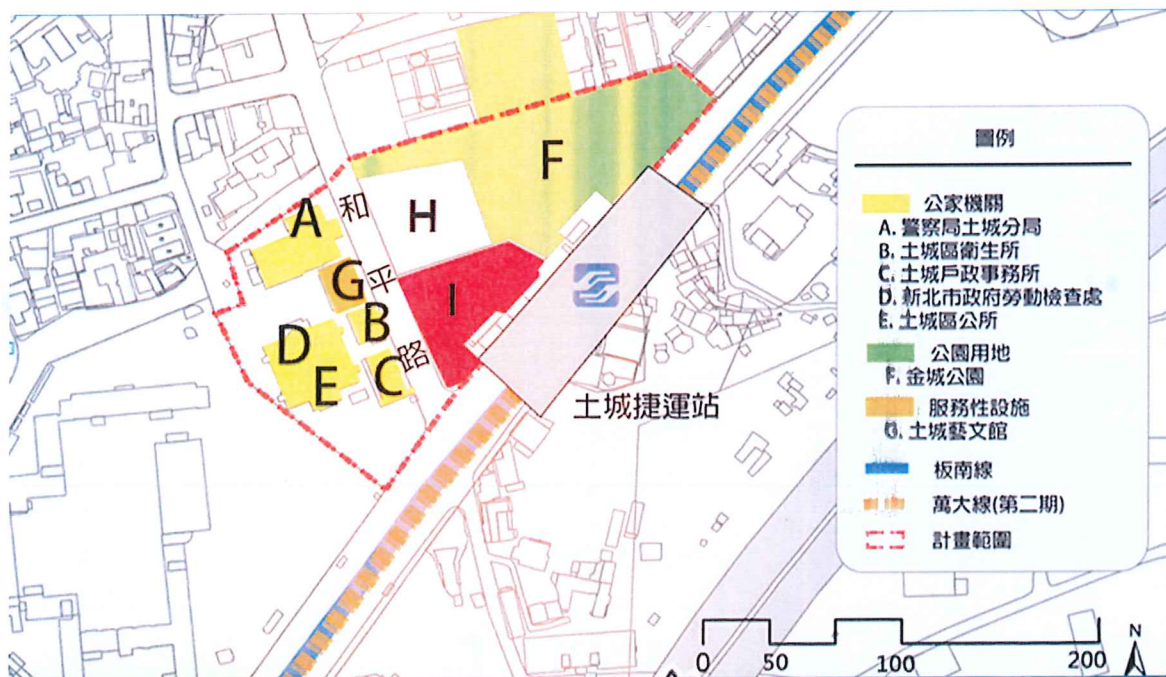 F
A
和
H
G
平
I
B
D
路
E
C
土城捷運站
圖例
公家機關
A. 警察局土城分局
B. 土城區衛生所
C. 土城戶政事務所
D. 新北市政府勞動檢查處
E. 土城區公所
公園用地
F. 金城公園
服務性設施
G. 土城藝文館
板南線
萬大線(第二期)
計畫範圍
0 50 100 200
N